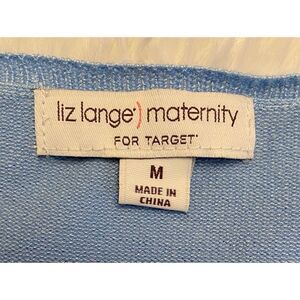 liz lange) maternity
FOR TARGET®
M
MADE IN
CHINA